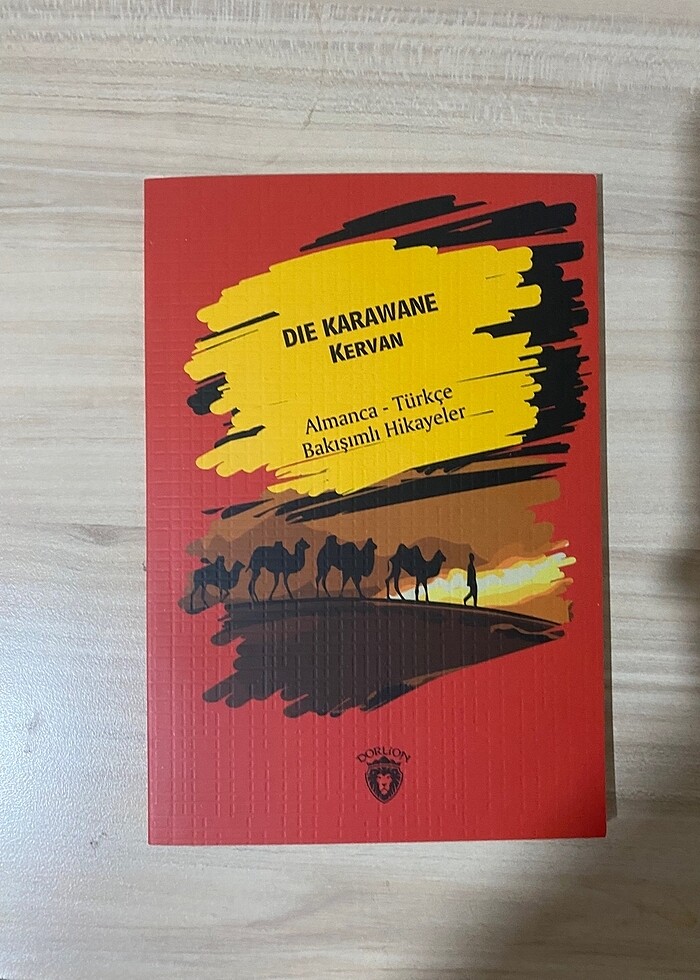 DIE KARAWANE
KERVAN
Almanca - Türkçe
Bakışımlı Hikayeler
DORLION